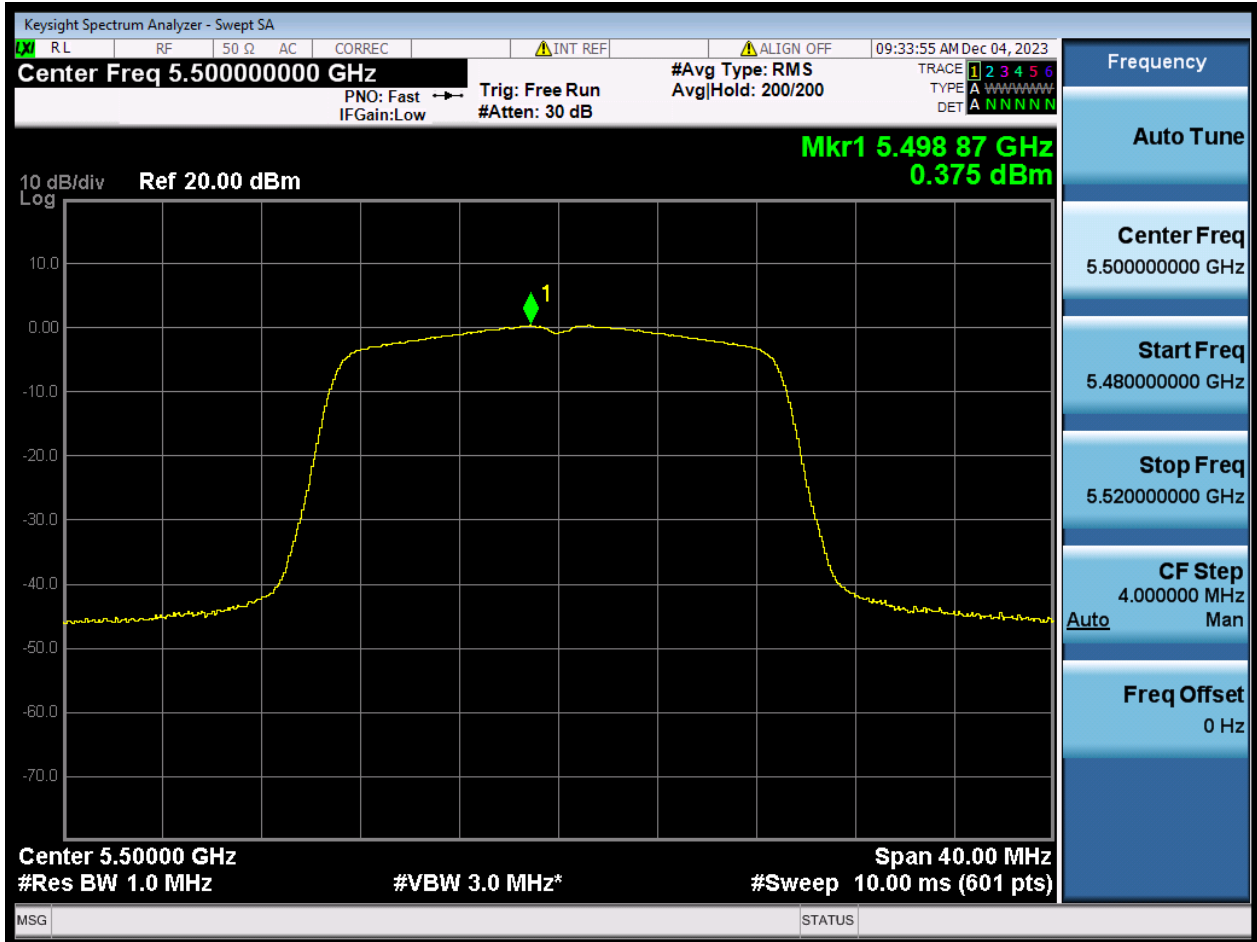 Keysight Spectrum Analyzer - Swept SA
LXI RL RF 50 Ω AC CORREC INT REF ALIGN OFF 09:33:55 AM Dec 04, 2023
Center Freq 5.500000000 GHz
PNO: Fast
IFGain:Low
Trig: Free Run
#Atten: 30 dB
#Avg Type: RMS
Avg|Hold: 200/200
TRACE 1 2 3 4 5 6
TYPE A WWWWW
DET A N N N N N
Mkr1 5.498 87 GHz
0.375 dBm
10 dB/div Ref 20.00 dBm
Log
10.0
0.00
-10.0
-20.0
-30.0
-40.0
-50.0
-60.0
-70.0
1
Center 5.50000 GHz Span 40.00 MHz
#Res BW 1.0 MHz #VBW 3.0 MHz* #Sweep 10.00 ms (601 pts)
MSG STATUS
Frequency
Auto Tune
Center Freq
5.500000000 GHz
Start Freq
5.480000000 GHz
Stop Freq
5.520000000 GHz
CF Step
4.000000 MHz
Auto Man
Freq Offset
0 Hz